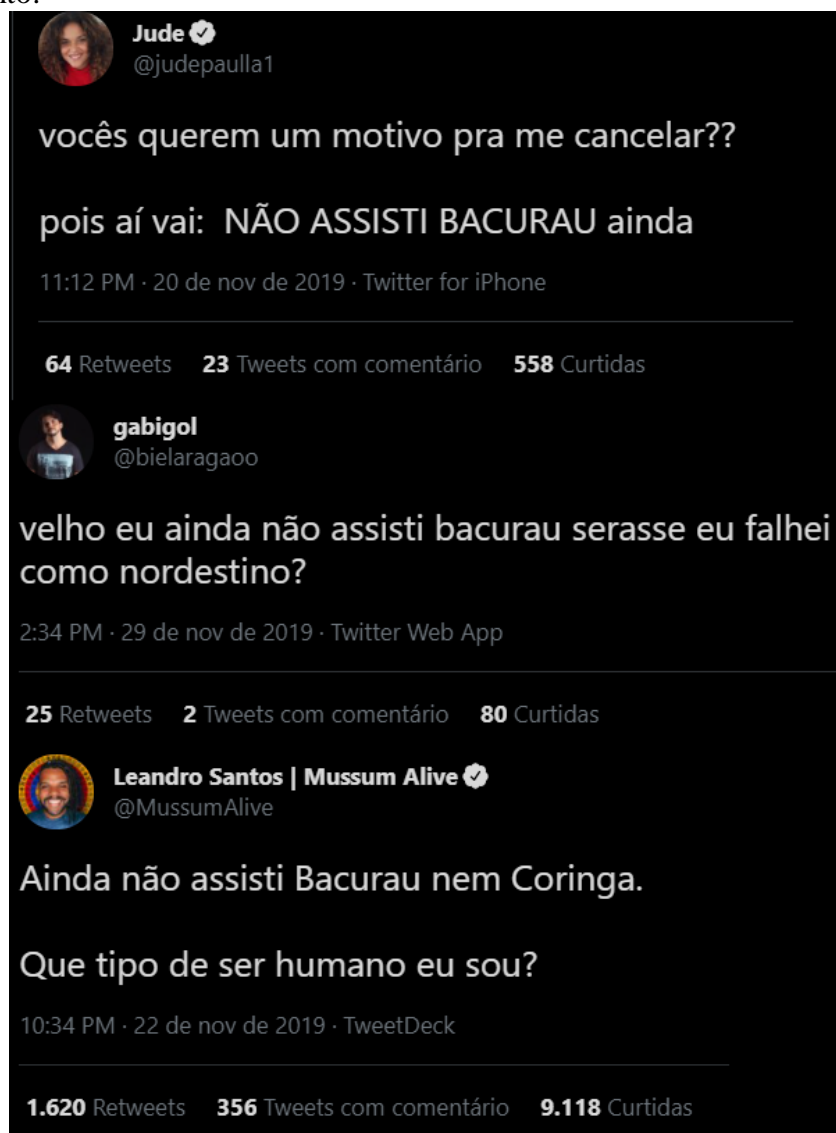 Jude
@judepaulla1
vocês querem um motivo pra me cancelar??
pois aí vai: NÃO ASSISTI BACURAU ainda
11:12 PM · 20 de nov de 2019 · Twitter for iPhone
64 Retweets 23 Tweets com comentário 558 Curtidas
gabigol
@bielaragaoo
velho eu ainda não assisti bacurau serasse eu falhei
como nordestino?
2:34 PM · 29 de nov de 2019 · Twitter Web App
25 Retweets 2 Tweets com comentário 80 Curtidas
Leandro Santos | Mussum Alive
@MussumAlive
Ainda não assisti Bacurau nem Coringa.
Que tipo de ser humano eu sou?
10:34 PM · 22 de nov de 2019 · TweetDeck
1.620 Retweets 356 Tweets com comentário 9.118 Curtidas